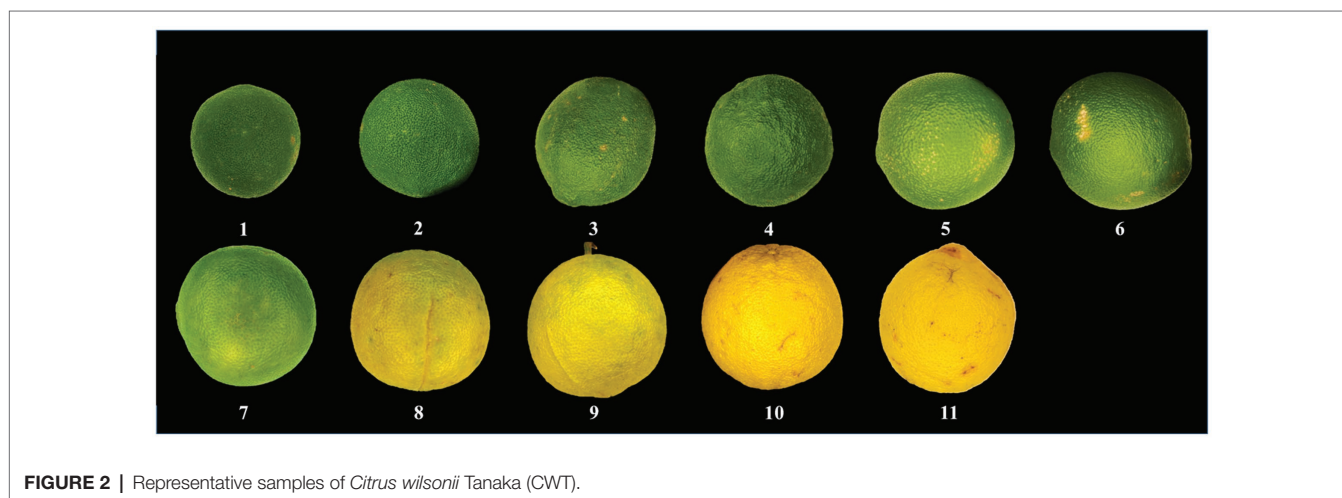 1 2 3 4 5 6
7 8 9 10 11
FIGURE 2 | Representative samples of Citrus wilsonii Tanaka (CWT).